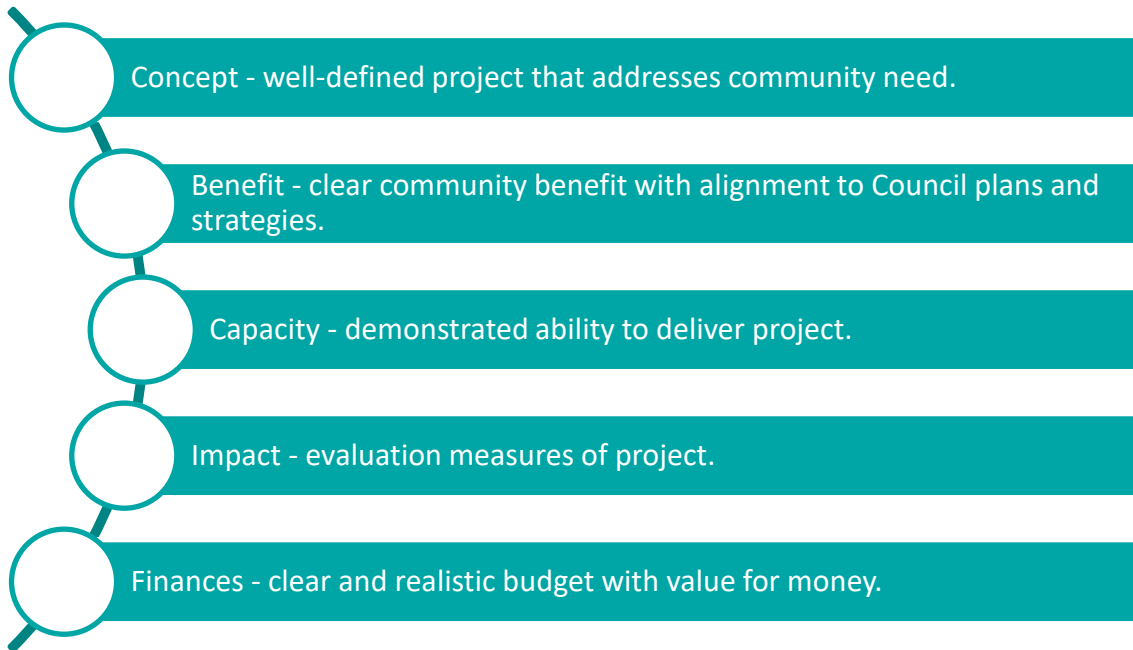 Concept - well-defined project that addresses community need.
Benefit - clear community benefit with alignment to Council plans and
strategies.
Capacity - demonstrated ability to deliver project.
Impact - evaluation measures of project.
Finances - clear and realistic budget with value for money.